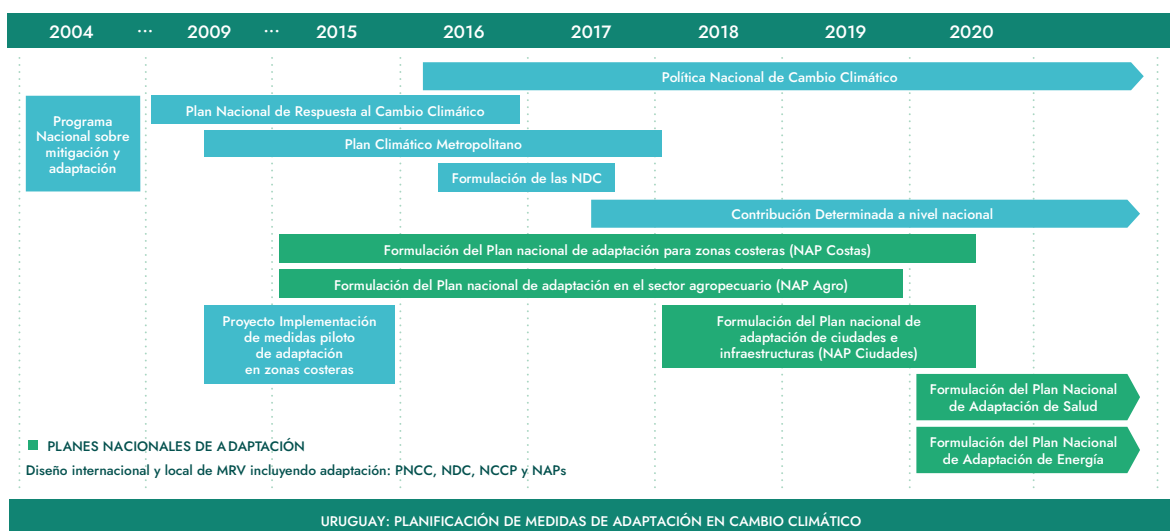 2004 ... 2009 ... 2015 2016 2017 2018 2019 2020
Política Nacional de Cambio Climático
Programa
Nacional sobre
mitigación y
adaptación
Plan Nacional de Respuesta al Cambio Climático
Plan Climático Metropolitano
Formulación de las NDC
Contribución Determinada a nivel nacional
Formulación del Plan nacional de adaptación para zonas costeras (NAP Costas)
Formulación del Plan nacional de adaptación en el sector agropecuario (NAP Agro)
Proyecto Implementación
de medidas piloto
de adaptación
en zonas costeras
Formulación del Plan nacional de
adaptación de ciudades e
infraestructuras (NAP Ciudades)
Formulación del Plan Nacional
de Adaptación de Salud
Formulación del Plan Nacional
de Adaptación de Energía
PLANES NACIONALES DE ADAPTACIÓN
Diseño internacional y local de MRV incluyendo adaptación: PNCC, NDC, NCCP y NAPs
URUGUAY: PLANIFICACIÓN DE MEDIDAS DE ADAPTACIÓN EN CAMBIO CLIMÁTICO